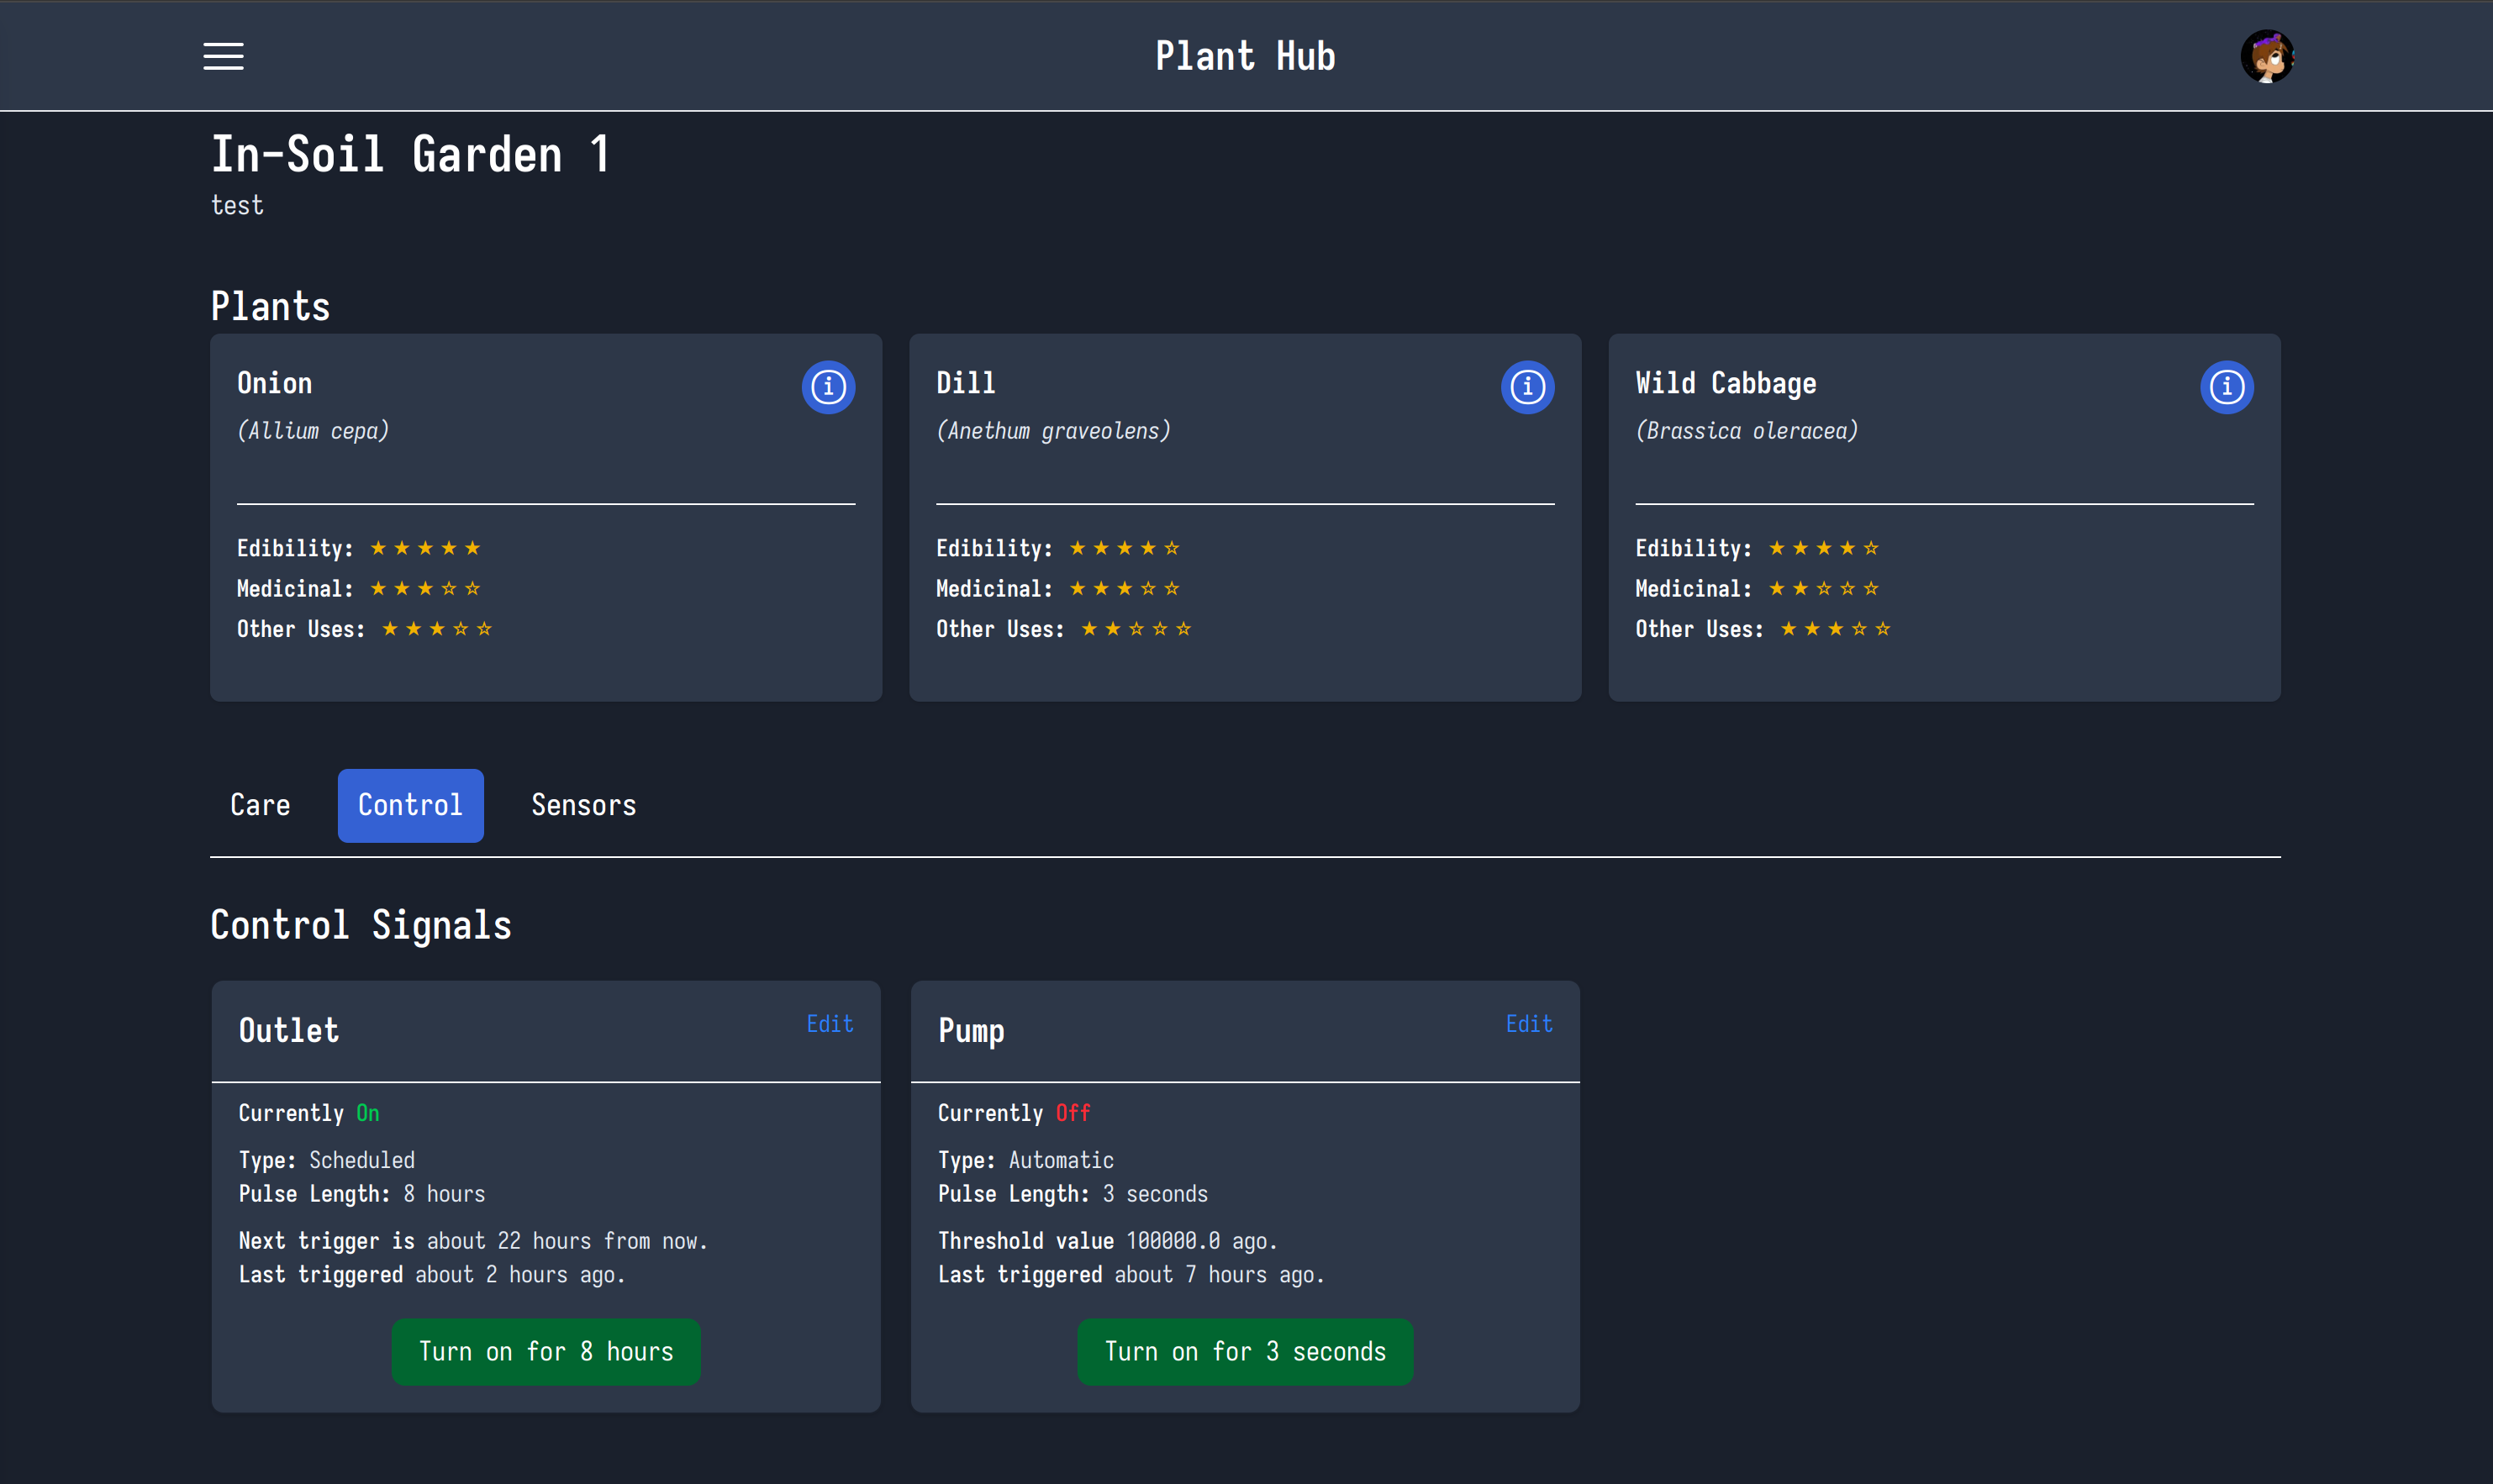 Plant Hub
In-Soil Garden 1
test
Plants
Onion
(Allium cepa)
Edibility: ★★★★★
Medicinal: ★★★☆☆
Other Uses: ★★★☆☆
Dill
(Anethum graveolens)
Edibility: ★★★★☆
Medicinal: ★★★☆☆
Other Uses: ★★☆☆☆
Wild Cabbage
(Brassica oleracea)
Edibility: ★★★★☆
Medicinal: ★★☆☆☆
Other Uses: ★★★☆☆
Care Control Sensors
Control Signals
Outlet Edit
Currently On
Type: Scheduled
Pulse Length: 8 hours
Next trigger is about 22 hours from now.
Last triggered about 2 hours ago.
Turn on for 8 hours
Pump Edit
Currently Off
Type: Automatic
Pulse Length: 3 seconds
Threshold value 100000.0 ago.
Last triggered about 7 hours ago.
Turn on for 3 seconds